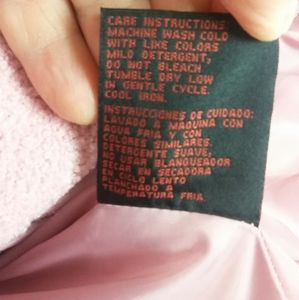 CARE INSTRUCTIONS:
MACHINE WASH COLD
WITH LIKE COLORS
MILD DETERGENT,
DO NOT BLEACH
TUMBLE DRY LOW
IN GENTLE CYCLE.
COOL IRON.
INSTRUCCIONES DE CUIDADO:
LAVADO A MAQUINA CON
AGUA FRIA Y CON
COLORES SIMILARES.
DETERGENTE SUAVE,
NO USAR BLANQUEADOR
SECAR EN SECADORA
EN CICLO LENTO
PLANCHADO A
TEMPERATURA FRIA.